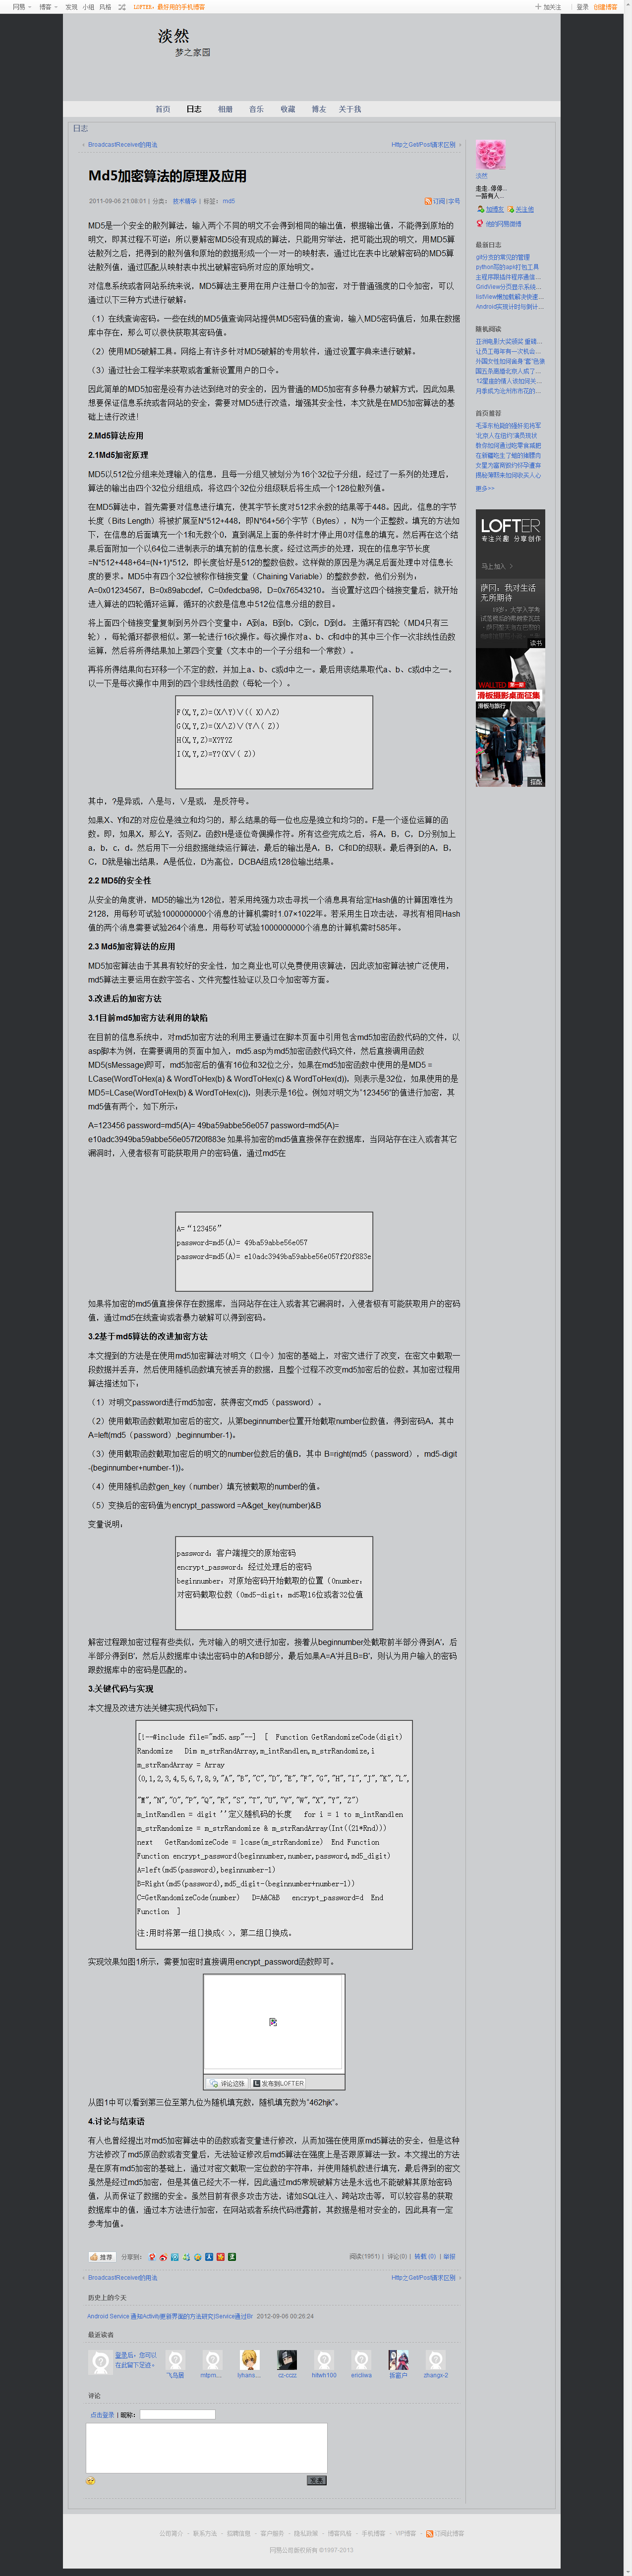 网易 博客 发现 小组 风格 LOFTER，最好用的手机博客
加关注 登录 创建博客
淡然
梦之家园
首页 日志 相册 音乐 收藏 博友 关于我
日志
BroadcastReceiver的用法
Http之Get/Post请求区别
Md5加密算法的原理及应用
2011-09-06 21:08:01 | 分类： 技术精华 | 标签： md5
订阅 |字号
MD5是一个安全的散列算法，输入两个不同的明文不会得到相同的输出值，根据输出值，不能得到原始的
明文，即其过程不可逆；所以要解密MD5没有现成的算法，只能用穷举法，把可能出现的明文，用MD5算
法散列之后，把得到的散列值和原始的数据形成一个一对一的映射表，通过比在表中比破解密码的MD5算
法散列值，通过匹配从映射表中找出破解密码所对应的原始明文。
对信息系统或者网站系统来说，MD5算法主要用在用户注册口令的加密，对于普通强度的口令加密，可以
通过以下三种方式进行破解：
（1）在线查询密码。一些在线的MD5值查询网站提供MD5密码值的查询，输入MD5密码值后，如果在数据
库中存在，那么可以很快获取其密码值。
（2）使用MD5破解工具。网络上有许多针对MD5破解的专用软件，通过设置字典来进行破解。
（3）通过社会工程学来获取或者重新设置用户的口令。
因此简单的MD5加密是没有办法达到绝对的安全的，因为普通的MD5加密有多种暴力破解方式，因此如果
想要保证信息系统或者网站的安全，需要对MD5进行改造，增强其安全性，本文就是在MD5加密算法的基
础上进行改进！
2.Md5算法应用
2.1Md5加密原理
MD5以512位分组来处理输入的信息，且每一分组又被划分为16个32位子分组，经过了一系列的处理后，
算法的输出由四个32位分组组成，将这四个32位分组级联后将生成一个128位散列值。
在MD5算法中，首先需要对信息进行填充，使其字节长度对512求余数的结果等于448。因此，信息的字节
长度（Bits Length）将被扩展至N*512+448，即N*64+56个字节（Bytes），N为一个正整数。填充的方法如
下，在信息的后面填充一个1和无数个0，直到满足上面的条件时才停止用0对信息的填充。然后再在这个结
果后面附加一个以64位二进制表示的填充前信息长度。经过这两步的处理，现在的信息字节长度
=N*512+448+64=(N+1)*512，即长度恰好是512的整数倍数。这样做的原因是为满足后面处理中对信息长
度的要求。MD5中有四个32位被称作链接变量（Chaining Variable）的整数参数，他们分别为，
A=0x01234567，B=0x89abcdef，C=0xfedcba98，D=0x76543210。当设置好这四个链接变量后，就开始
进入算法的四轮循环运算，循环的次数是信息中512位信息分组的数目。
将上面四个链接变量复制到另外四个变量中，A到a，B到b，C到c，D到d。主循环有四轮（MD4只有三
轮），每轮循环都很相似。第一轮进行16次操作。每次操作对a、b、c和d中的其中三个作一次非线性函数
运算，然后将所得结果加上第四个变量（文本中的一个子分组和一个常数）。
再将所得结果向右环移一个不定的数，并加上a、b、c或d中之一。最后用该结果取代a、b、c或d中之一。
以一下是每次操作中用到的四个非线性函数（每轮一个）。
F(X,Y,Z)=(X∧Y)∨(( X)∧Z)
G(X,Y,Z)=(X∧Z)∨(Y∧( Z))
H(X,Y,Z)=X?Y?Z
I(X,Y,Z)=Y?(X∨( Z))
其中，?是异或，∧是与，∨是或， 是反符号。
如果X、Y和Z的对应位是独立和均匀的，那么结果的每一位也应是独立和均匀的。F是一个逐位运算的函
数。即，如果X，那么Y，否则Z。函数H是逐位奇偶操作符。所有这些完成之后，将A，B，C，D分别加上
a，b，c，d。然后用下一分组数据继续运行算法，最后的输出是A，B，C和D的级联。最后得到的A，B，
C，D就是输出结果，A是低位，D为高位，DCBA组成128位输出结果。
2.2 MD5的安全性
从安全的角度讲，MD5的输出为128位，若采用纯强力攻击寻找一个消息具有给定Hash值的计算困难性为
2128，用每秒可试验1000000000个消息的计算机需时1.07×1022年。若采用生日攻击法，寻找有相同Hash
值的两个消息需要试验264个消息，用每秒可试验1000000000个消息的计算机需时585年。
2.3 Md5加密算法的应用
MD5加密算法由于其具有较好的安全性，加之商业也可以免费使用该算法，因此该加密算法被广泛使用，
md5算法主要运用在数字签名、文件完整性验证以及口令加密等方面。
3.改进后的加密方法
3.1目前md5加密方法利用的缺陷
在目前的信息系统中，对md5加密方法的利用主要通过在脚本页面中引用包含md5加密函数代码的文件，以
asp脚本为例，在需要调用的页面中加入，md5.asp为md5加密函数代码文件，然后直接调用函数
MD5(sMessage)即可，md5加密后的值有16位和32位之分，如果在md5加密函数中使用的是MD5 =
LCase(WordToHex(a) & WordToHex(b) & WordToHex(c) & WordToHex(d))，则表示是32位，如果使用的是
MD5=LCase(WordToHex(b) & WordToHex(c))，则表示是16位。例如对明文为“123456”的值进行加密，其
md5值有两个，如下所示，
A=123456 password=md5(A)= 49ba59abbe56e057 password=md5(A)=
e10adc3949ba59abbe56e057f20f883e 如果将加密的md5值直接保存在数据库，当网站存在注入或者其它
漏洞时，入侵者极有可能获取用户的密码值，通过md5在
A=“123456”
password=md5(A)= 49ba59abbe56e057
password=md5(A)= e10adc3949ba59abbe56e057f20f883e
如果将加密的md5值直接保存在数据库，当网站存在注入或者其它漏洞时，入侵者极有可能获取用户的密码
值，通过md5在线查询或者暴力破解可以得到密码。
3.2基于md5算法的改进加密方法
本文提到的方法是在使用md5加密算法对明文（口令）加密的基础上，对密文进行了改变，在密文中截取一
段数据并丢弃，然后使用随机函数填充被丢弃的数据，且整个过程不改变md5加密后的位数。其加密过程用
算法描述如下，
（1）对明文password进行md5加密，获得密文md5（password）。
（2）使用截取函数截取加密后的密文，从第beginnumber位置开始截取number位数值，得到密码A，其中
A=left(md5（password）,beginnumber-1)。
（3）使用截取函数截取加密后的明文的number位数后的值B，其中 B=right(md5（password），md5-digit
-(beginnumber+number-1))。
（4）使用随机函数gen_key（number）填充被截取的number的值。
（5）变换后的密码值为encrypt_password =A&get_key(number)&B
变量说明，
password：客户端提交的原始密码
encrypt_password：经过处理后的密码
beginnumber：对原始密码开始截取的位置（0number：
对密码截取位数（0md5-digit：md5取16位或者32位值
解密过程跟加密过程有些类似，先对输入的明文进行加密，接着从beginnumber处截取前半部分得到A′，后
半部分得到B′，然后从数据库中读出密码中的A和B部分，最后如果A=A′并且B=B′，则认为用户输入的密码
跟数据库中的密码是匹配的。
3.关键代码与实现
本文提及改进方法关键实现代码如下：
[!--#include file="md5.asp"--] [ Function GetRandomizeCode(digit)
Randomize Dim m_strRandArray,m_intRandlen,m_strRandomize,i
m_strRandArray = Array
(0,1,2,3,4,5,6,7,8,9,"A","B","C","D","E","F","G","H","I","J","K","L",
"M","N","O","P","Q","R","S","T","U","V","W","X","Y","Z")
m_intRandlen = digit ''定义随机码的长度 for i = 1 to m_intRandlen
m_strRandomize = m_strRandomize & m_strRandArray(Int((21*Rnd)))
next GetRandomizeCode = lcase(m_strRandomize) End Function
Function encrypt_password(beginnumber,number,password,md5_digit)
A=left(md5(password),beginnumber-1)
B=Right(md5(password),md5_digit-(beginnumber+number-1))
C=GetRandomizeCode(number) D=A&C&B encrypt_password=d End
Function ]
注:用时将第一组[]换成< >，第二组[]换成。
实现效果如图1所示，需要加密时直接调用encrypt_password函数即可。
评论这张 发布到LOFTER
从图1中可以看到第三位至第九位为随机填充数，随机填充数为“462hjk”。
4.讨论与结束语
有人也曾经提出对md5加密算法中的函数或者变量进行修改，从而加强在使用原md5算法的安全，但是这种
方法修改了md5原函数或者变量后，无法验证修改后md5算法在强度上是否跟原算法一致。本文提出的方法
是在原有md5加密的基础上，通过对密文截取一定位数的字符串，并使用随机数进行填充，最后得到的密文
虽然是经过md5加密，但是其值已经大不一样，因此通过md5常规破解方法是永远也不能破解其原始密码
值，从而保证了数据的安全。虽然目前有很多攻击方法，诸如SQL注入、跨站攻击等，可以较容易的获取
数据库中的值，通过本方法进行加密，在网站或者系统代码泄露前，其数据是相对安全的，因此具有一定
参考加值。
推荐 分享到：
阅读(1951) | 评论(0) | 转载 (0) | 举报
BroadcastReceiver的用法
Http之Get/Post请求区别
历史上的今天
Android Service 通知Activity更新界面的方法研究|Service通过Br 2012-09-06 00:26:24
最近读者
登录后，您可以
在此留下足迹。
飞鸟居 mtpm... lyhans... cz-cczz hitwh100 ericliwa zhangx-2
评论
点击登录 | 昵称：
发表
淡然
走走，停停...
一路有人...
加博友 关注他
他的网易微博
最新日志
git分支的常见的管理
python写的apk打包工具
GridView分页显示系统...
listView懒加载解决快速...
Android实现计时与倒计...
随机阅读
让员工每年有一次机会...
12星座的情人该如何关...
首页推荐
更多>>
LOFTER
专注兴趣 分享创作
马上加入
萨冈：我对生活
无所期待
读书
滑板摄影桌面征集
滑板与旅行
搭配
公司简介 - 联系方法 - 招聘信息 - 客户服务 - 隐私政策 - 博客风格 - 手机博客 - VIP博客 - 订阅此博客
网易公司版权所有 ©1997-2013